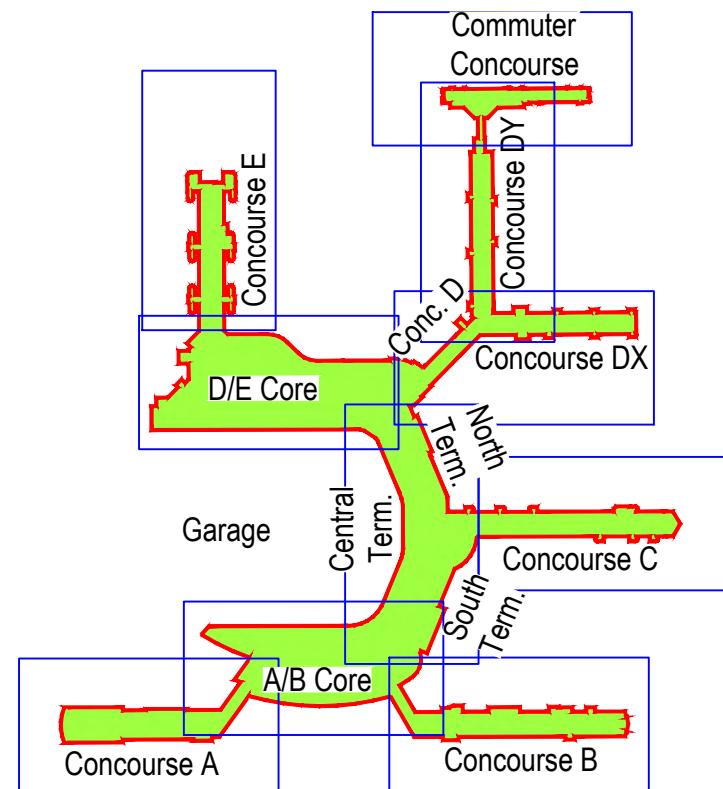 Commuter
Concourse
Concourse E
Concourse DY
Conc. D
Concourse DX
D/E Core
North
Term.
Central
Term.
Garage
Concourse C
South
Term.
A/B Core
Concourse A
Concourse B